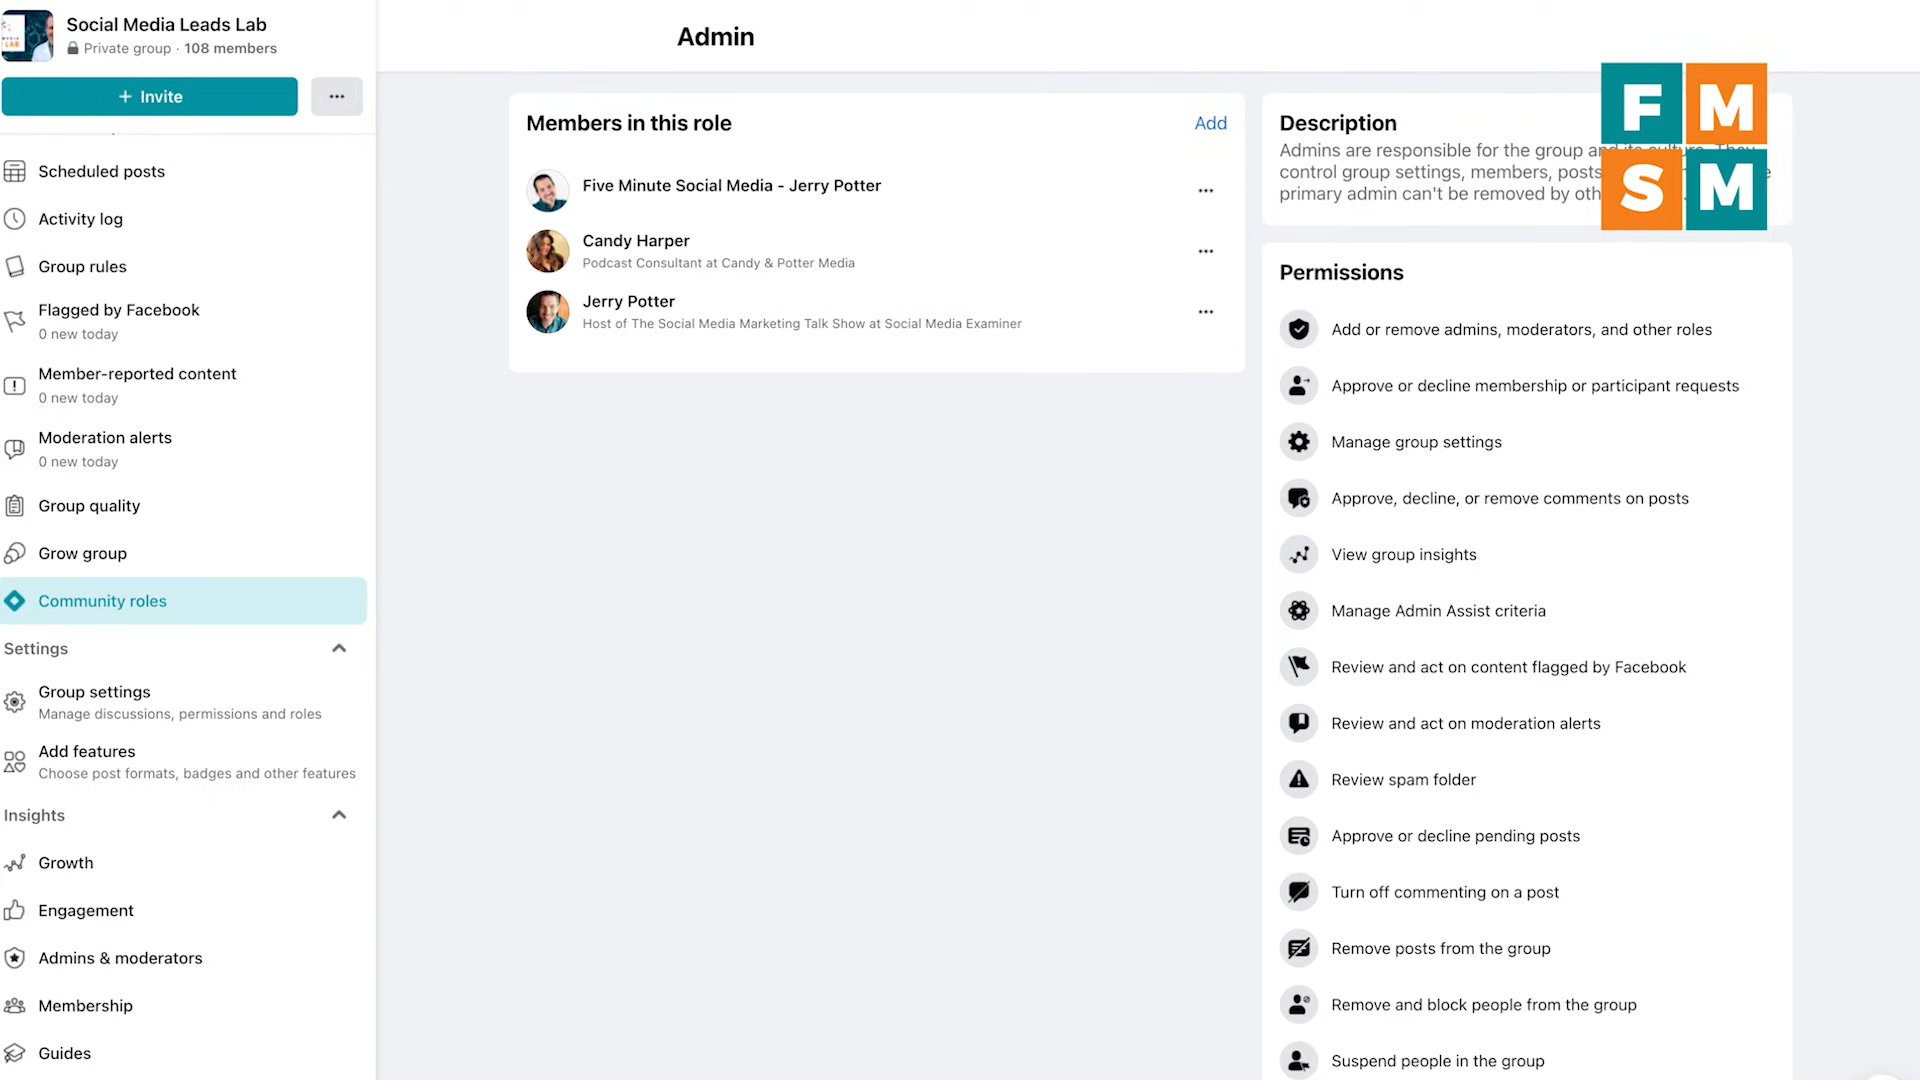 Social Media Leads Lab
Private group · 108 members
+ Invite
Scheduled posts
Activity log
Group rules
Flagged by Facebook
0 new today
Member-reported content
0 new today
Moderation alerts
0 new today
Group quality
Grow group
Community roles
Settings
Group settings
Manage discussions, permissions and roles
Add features
Choose post formats, badges and other features
Insights
Growth
Engagement
Admins & moderators
Membership
Guides
Admin
Members in this role
Add
Five Minute Social Media - Jerry Potter
Candy Harper
Podcast Consultant at Candy & Potter Media
Jerry Potter
Host of The Social Media Marketing Talk Show at Social Media Examiner
Description
Admins are responsible for the group and its culture. They
control group settings, members, posts
primary admin can't be removed by
F M
S M
Permissions
Add or remove admins, moderators, and other roles
Approve or decline membership or participant requests
Manage group settings
Approve, decline, or remove comments on posts
View group insights
Manage Admin Assist criteria
Review and act on content flagged by Facebook
Review and act on moderation alerts
Review spam folder
Approve or decline pending posts
Turn off commenting on a post
Remove posts from the group
Remove and block people from the group
Suspend people in the group